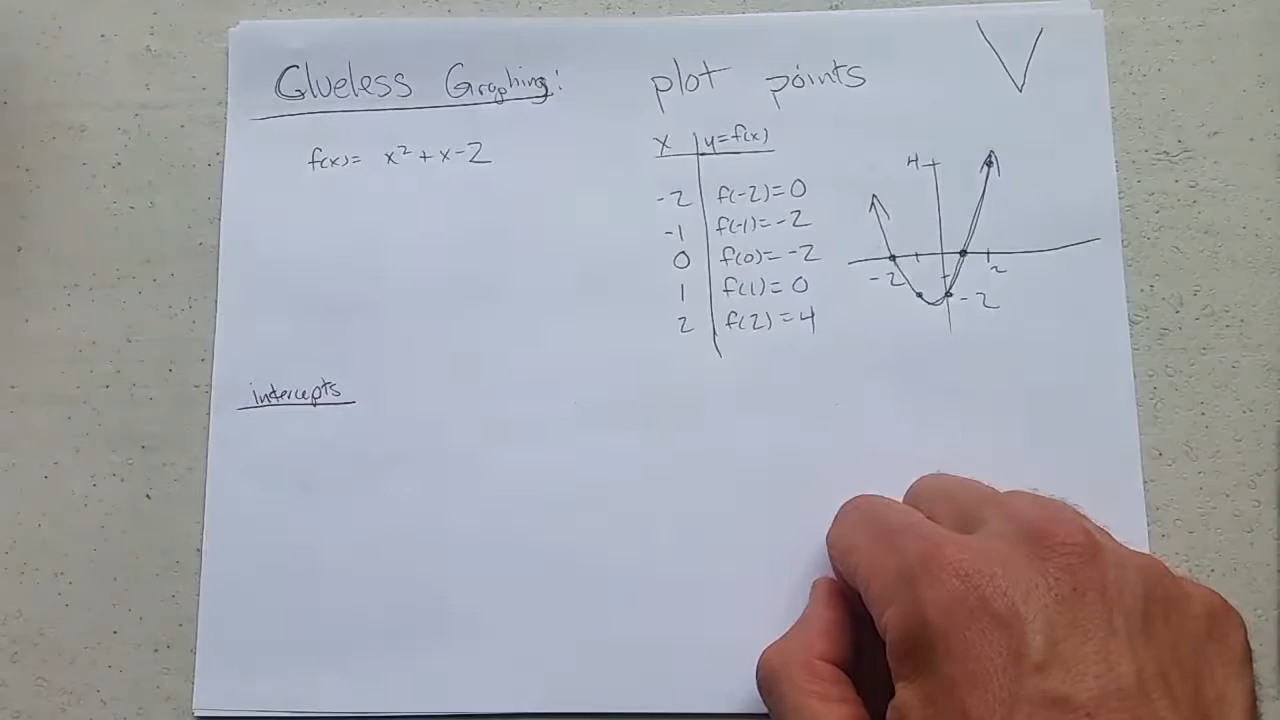 Clueless Graphing: plot points
f(x) = x² + x - 2
x | y = f(x)
-2 | f(-2) = 0
-1 | f(-1) = -2
0 | f(0) = -2
1 | f(1) = 0
2 | f(2) = 4
4
-2
2
-2
intercepts